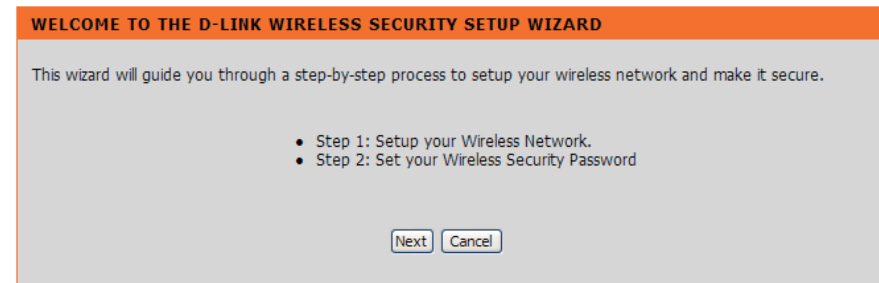 WELCOME TO THE D-LINK WIRELESS SECURITY SETUP WIZARD
This wizard will guide you through a step-by-step process to setup your wireless network and make it secure.
• Step 1: Setup your Wireless Network.
• Step 2: Set your Wireless Security Password
Next Cancel